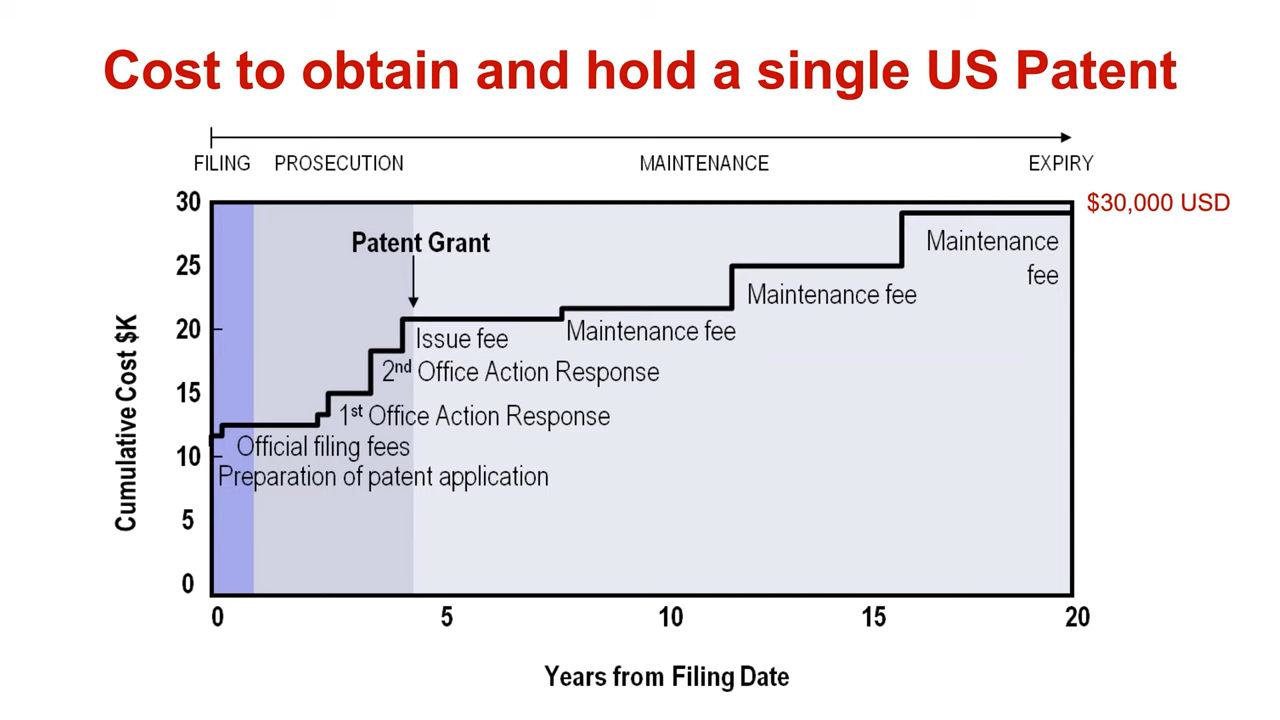 Cost to obtain and hold a single US Patent
FILING PROSECUTION MAINTENANCE EXPIRY
$30,000 USD
30
25
20
15
10
5
0
Cumulative Cost $K
Patent Grant
Maintenance
fee
Maintenance fee
Maintenance fee
Issue fee
2nd Office Action Response
1st Office Action Response
Official filing fees
Preparation of patent application
0 5 10 15 20
Years from Filing Date